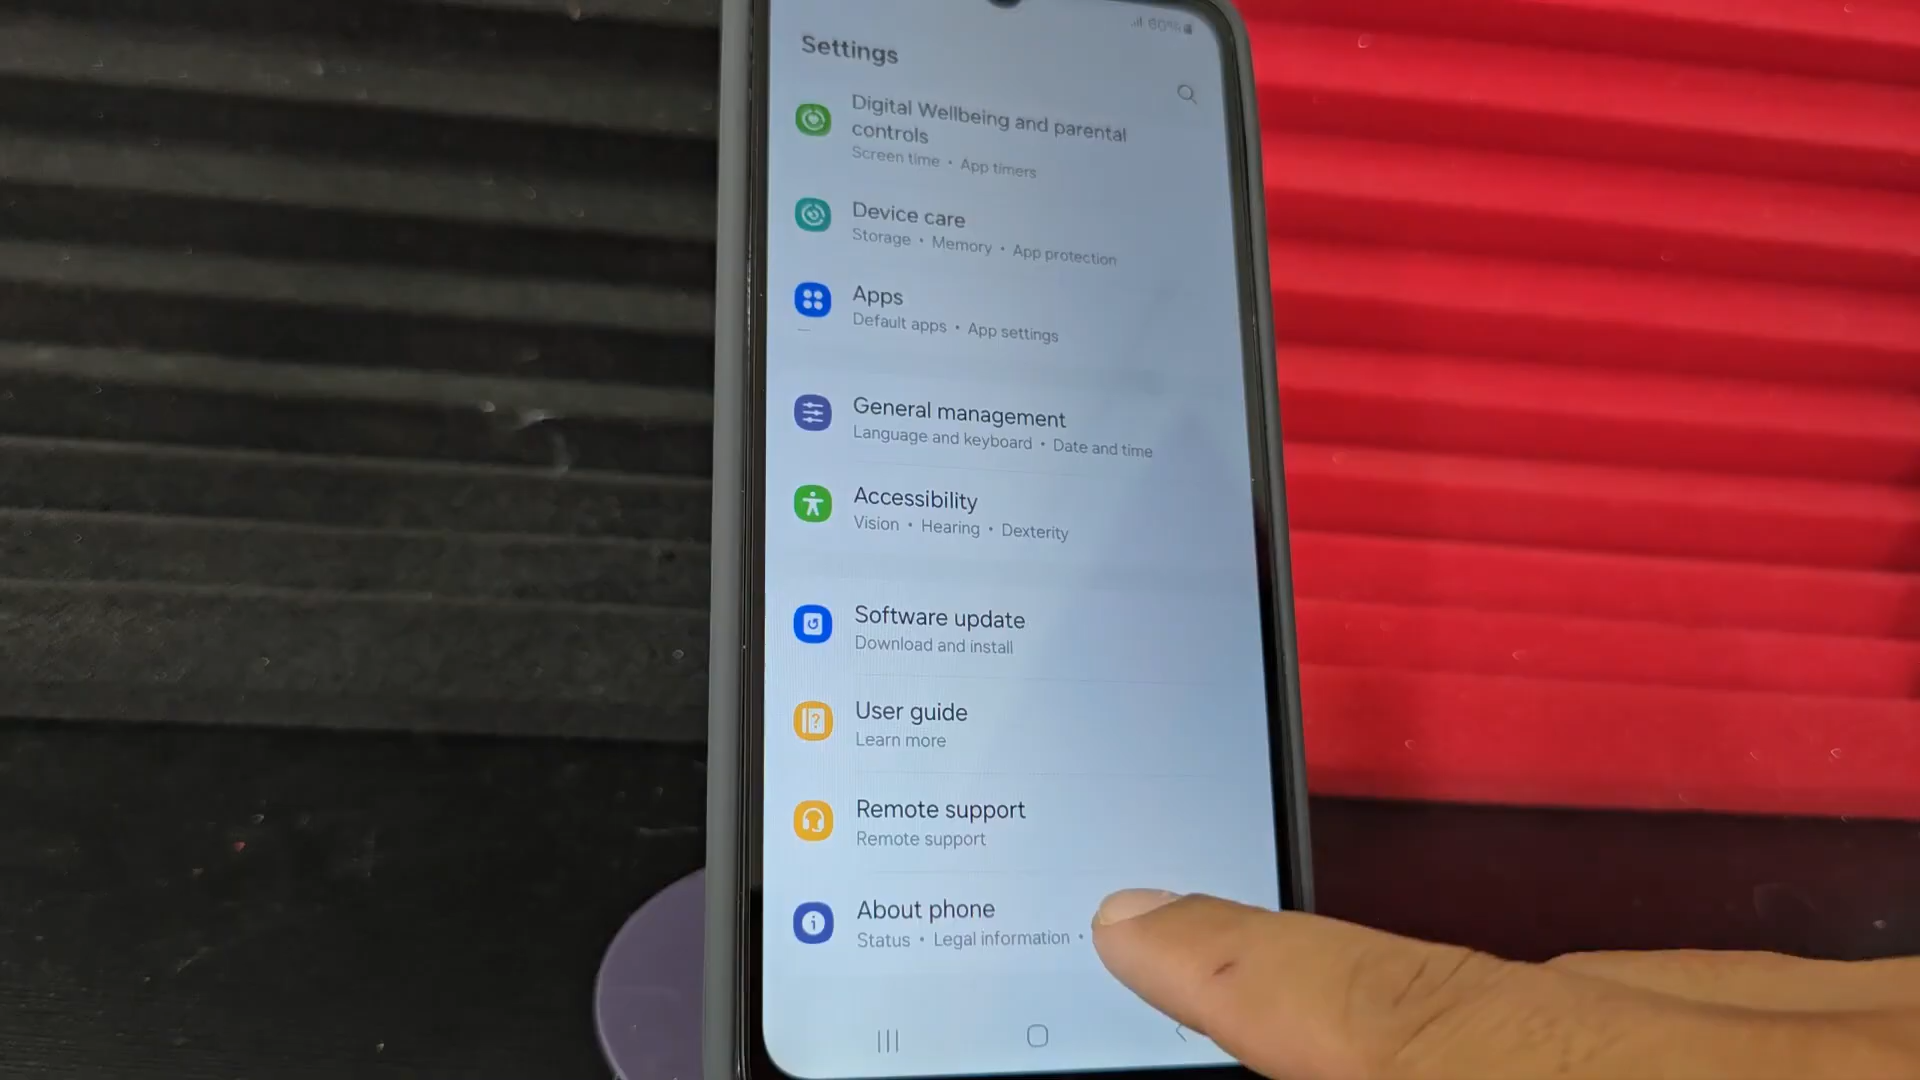 60%
Settings
Digital Wellbeing and parental
controls
Screen time • App timers
Device care
Storage • Memory • App protection
Apps
Default apps • App settings
General management
Language and keyboard • Date and time
Accessibility
Vision • Hearing • Dexterity
Software update
Download and install
User guide
Learn more
Remote support
Remote support
About phone
Status • Legal information •